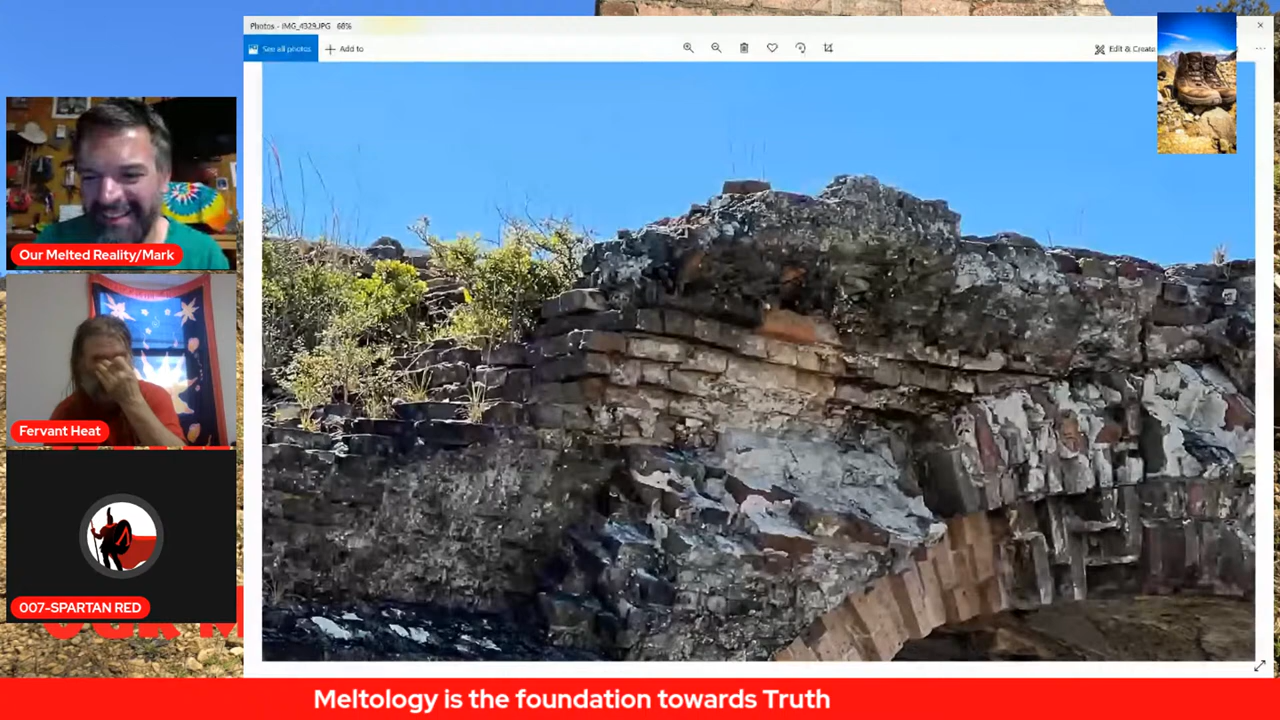 Photos - IMG_4329.JPG 68%
See all photos
Add to
Edit & Create
Our Melted Reality/Mark
Fervant Heat
007-SPARTAN RED
Meltology is the foundation towards Truth